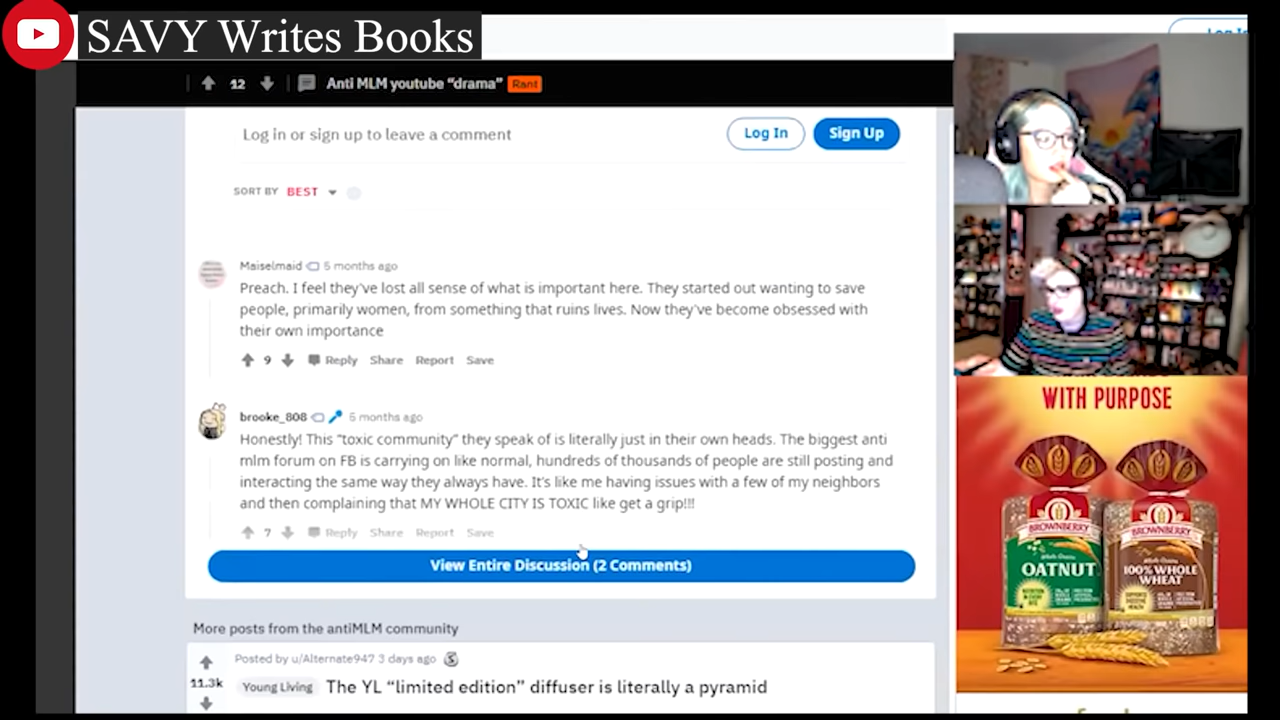 SAVY Writes Books
Log In
12
Anti MLM youtube “drama” Rant
Log in or sign up to leave a comment
Log In
Sign Up
SORT BY BEST
Maiselmaid 5 months ago
Preach. I feel they've lost all sense of what is important here. They started out wanting to save
people, primarily women, from something that ruins lives. Now they've become obsessed with
their own importance
9 Reply Share Report Save
brooke_808 5 months ago
Honestly! This “toxic community” they speak of is literally just in their own heads. The biggest anti
mlm forum on FB is carrying on like normal, hundreds of thousands of people are still posting and
interacting the same way they always have. It's like me having issues with a few of my neighbors
and then complaining that MY WHOLE CITY IS TOXIC like get a grip!!!
7 Reply Share Report Save
View Entire Discussion (2 Comments)
More posts from the antiMLM community
Posted by u/Alternate947 3 days ago
11.3k
Young Living The YL “limited edition” diffuser is literally a pyramid
WITH PURPOSE
BROWNBERRY
Whole Grains
OATNUT
BROWNBERRY
Whole Grains
100% WHOLE
WHEAT